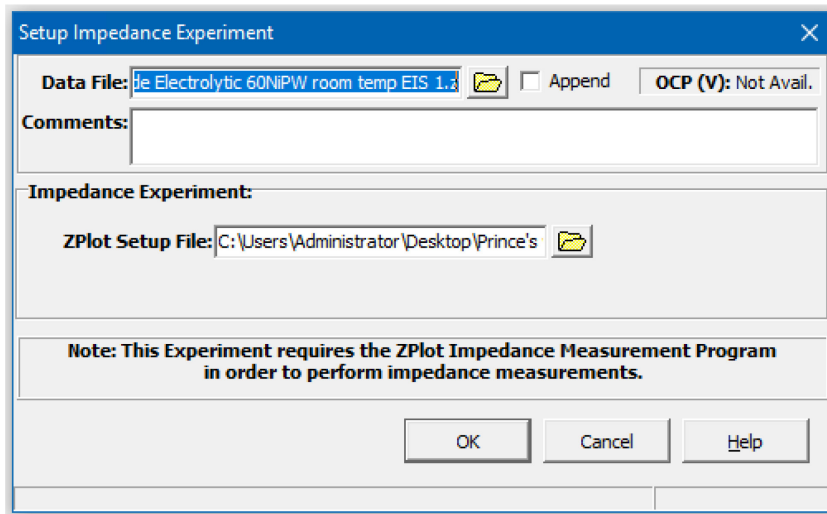 Setup Impedance Experiment
Data File: de Electrolytic 60NiPW room temp EIS 1.z Append OCP (V): Not Avail.
Comments:
Impedance Experiment:
ZPlot Setup File: C:\Users\Administrator\Desktop\Prince's
Note: This Experiment requires the ZPlot Impedance Measurement Program
in order to perform impedance measurements.
OK Cancel Help